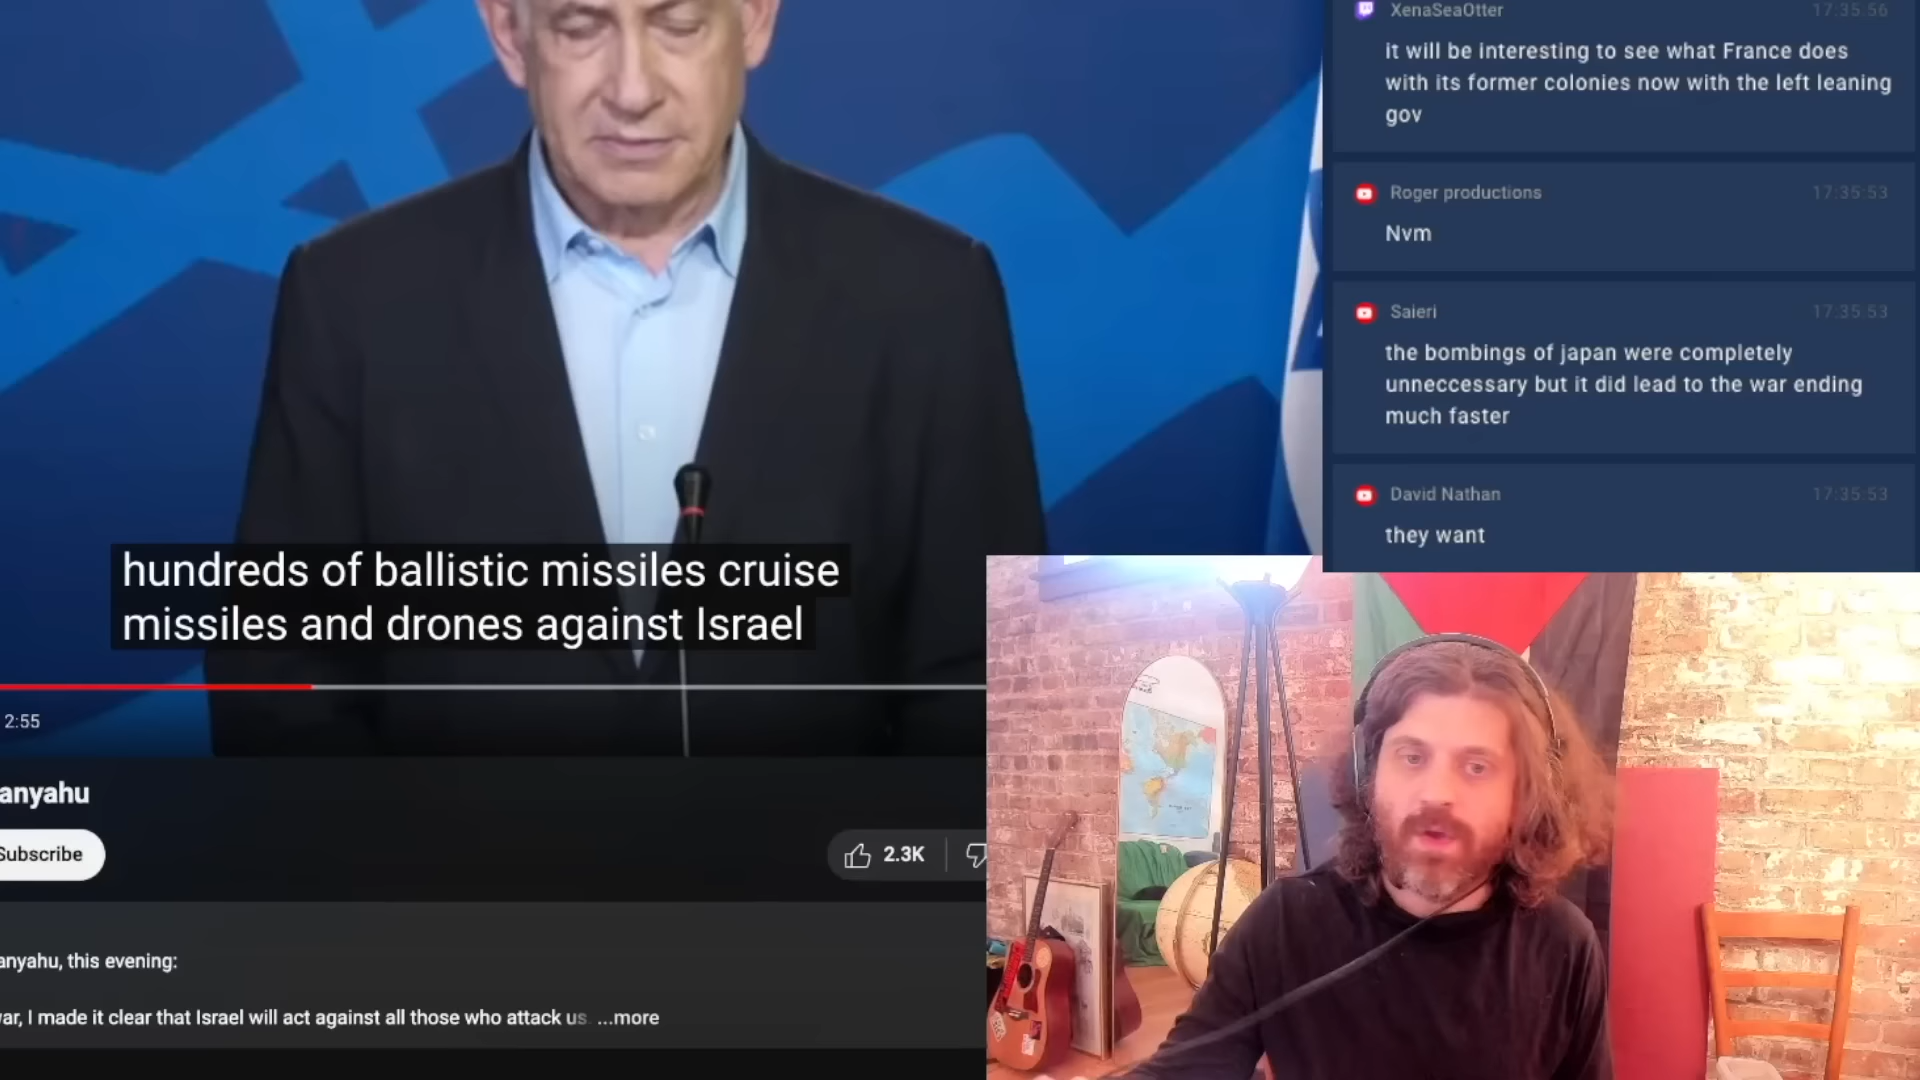 hundreds of ballistic missiles cruise
missiles and drones against Israel
2:55
anyahu
Subscribe
2.3K
anyahu, this evening:
war, I made it clear that Israel will act against all those who attack us ...more
XenaSeaOtter
17:35:56
it will be interesting to see what France does
with its former colonies now with the left leaning
gov
Roger productions
17:35:53
Nvm
Saieri
17:35:53
the bombings of japan were completely
unneccessary but it did lead to the war ending
much faster
David Nathan
17:35:53
they want